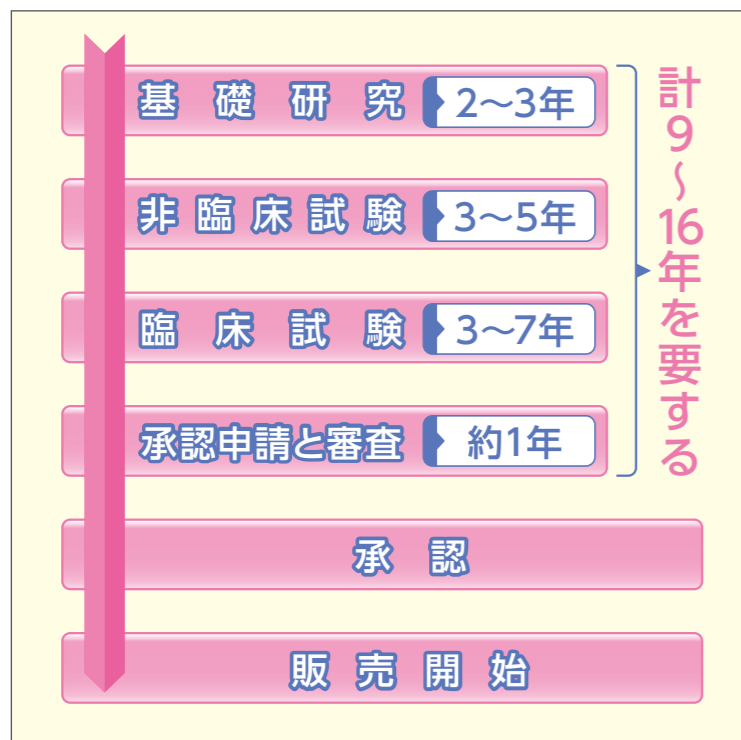 基礎研究 2〜3年
非臨床試験 3〜5年
臨床試験 3〜7年
承認申請と審査 約1年
計9〜16年を要する
承認
販売開始